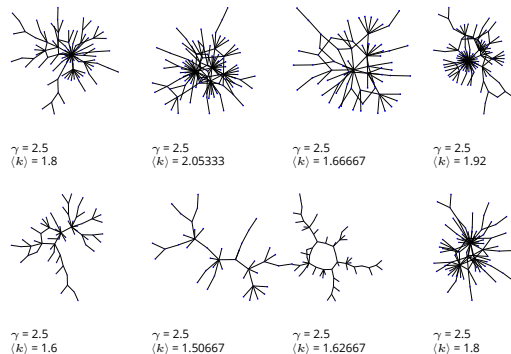 γ = 2.5
⟨k⟩ = 1.8
γ = 2.5
⟨k⟩ = 2.05333
γ = 2.5
⟨k⟩ = 1.66667
γ = 2.5
⟨k⟩ = 1.92
γ = 2.5
⟨k⟩ = 1.6
γ = 2.5
⟨k⟩ = 1.50667
γ = 2.5
⟨k⟩ = 1.62667
γ = 2.5
⟨k⟩ = 1.8